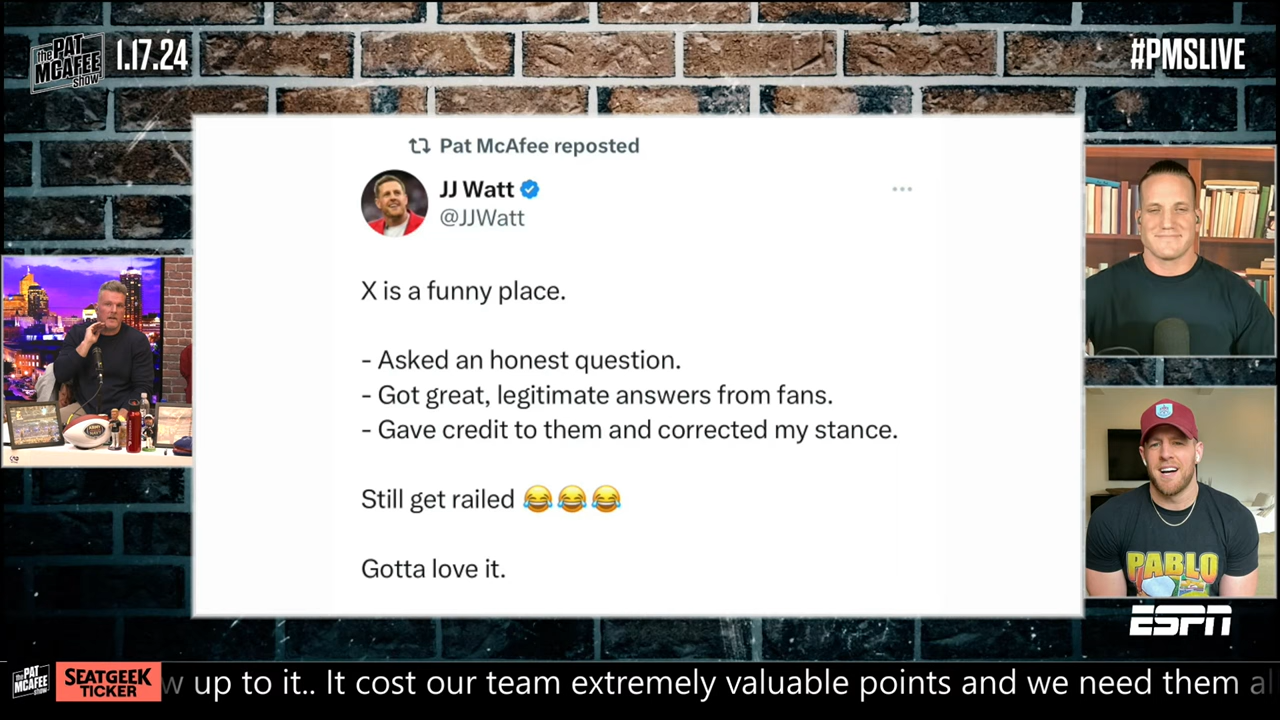 the PAT MCAFEE show
1.17.24
#PMSLIVE
Pat McAfee reposted
JJ Watt
@JJWatt
X is a funny place.
- Asked an honest question.
- Got great, legitimate answers from fans.
- Gave credit to them and corrected my stance.
Still get railed 😂😂😂
Gotta love it.
PABLO
ESPN
the PAT MCAFEE show
SEATGEEK
TICKER
up to it.. It cost our team extremely valuable points and we need them